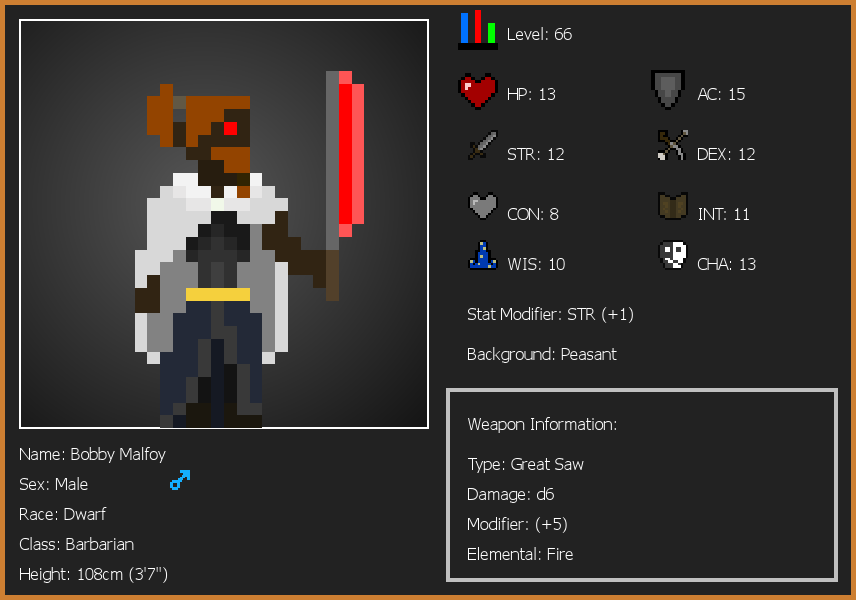 Level: 66
HP: 13
AC: 15
STR: 12
DEX: 12
CON: 8
INT: 11
WIS: 10
CHA: 13
Stat Modifier: STR (+1)
Background: Peasant
Weapon Information:
Type: Great Saw
Damage: d6
Modifier: (+5)
Elemental: Fire
Name: Bobby Malfoy
Sex: Male
Race: Dwarf
Class: Barbarian
Height: 108cm (3'7")